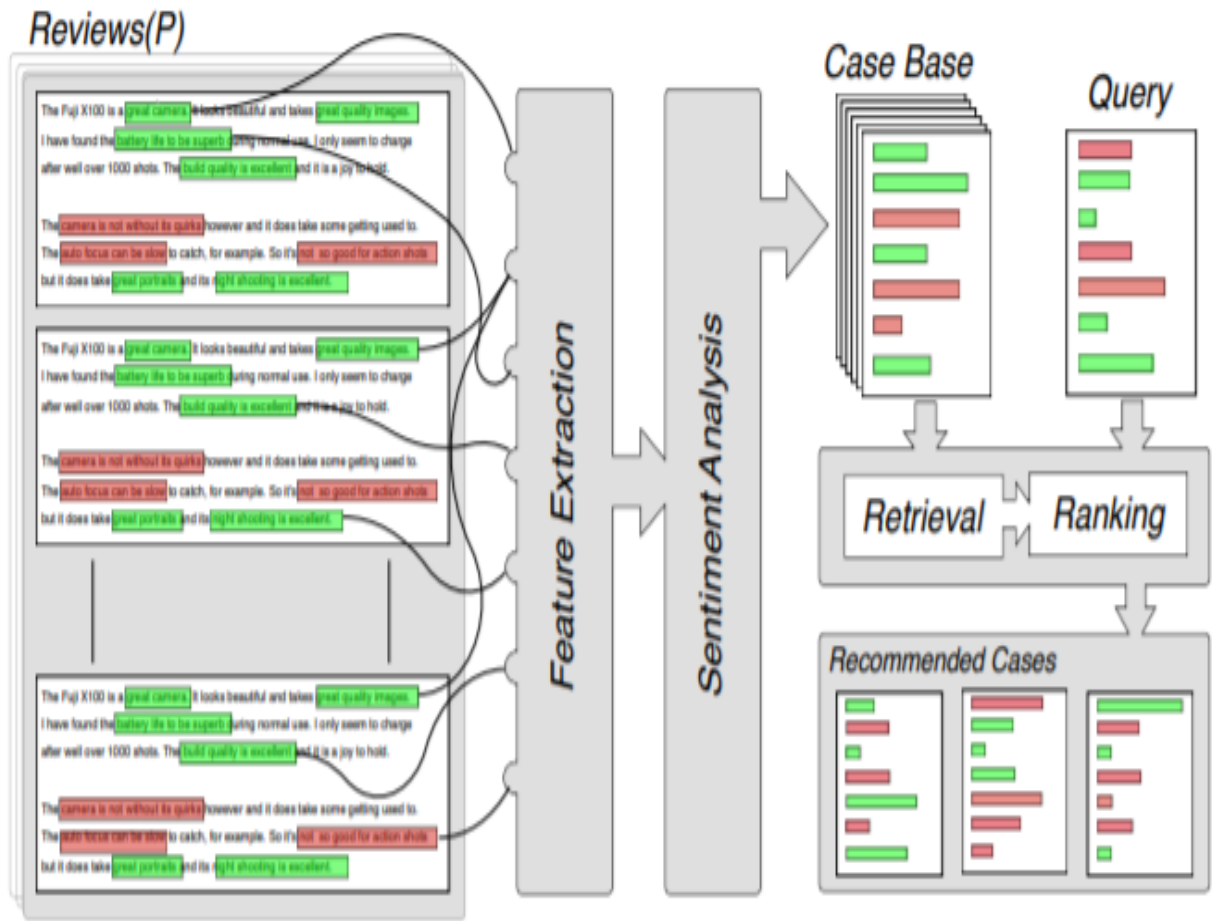 Reviews(P)
The Fuji X100 is a great camera. It looks beautiful and takes great quality images.
I have found the battery life to be superb during normal use. I only seem to charge
after well over 1000 shots. The build quality is excellent and it is a joy to hold.
The camera is not without its quirks however and it does take some getting used to.
The auto focus can be slow to catch, for example. So it's not so good for action shots
but it does take great portraits and its night shooting is excellent.
The Fuji X100 is a great camera. It looks beautiful and takes great quality images.
I have found the battery life to be superb during normal use. I only seem to charge
after well over 1000 shots. The build quality is excellent and it is a joy to hold.
The camera is not without its quirks however and it does take some getting used to.
The auto focus can be slow to catch, for example. So it's not so good for action shots
but it does take great portraits and its night shooting is excellent.
The Fuji X100 is a great camera. It looks beautiful and takes great quality images.
I have found the battery life to be superb during normal use. I only seem to charge
after well over 1000 shots. The build quality is excellent and it is a joy to hold.
The camera is not without its quirks however and it does take some getting used to.
The auto focus can be slow to catch, for example. So it's not so good for action shots
but it does take great portraits and its night shooting is excellent.
Feature Extraction
Sentiment Analysis
Case Base
Query
Retrieval
Ranking
Recommended Cases